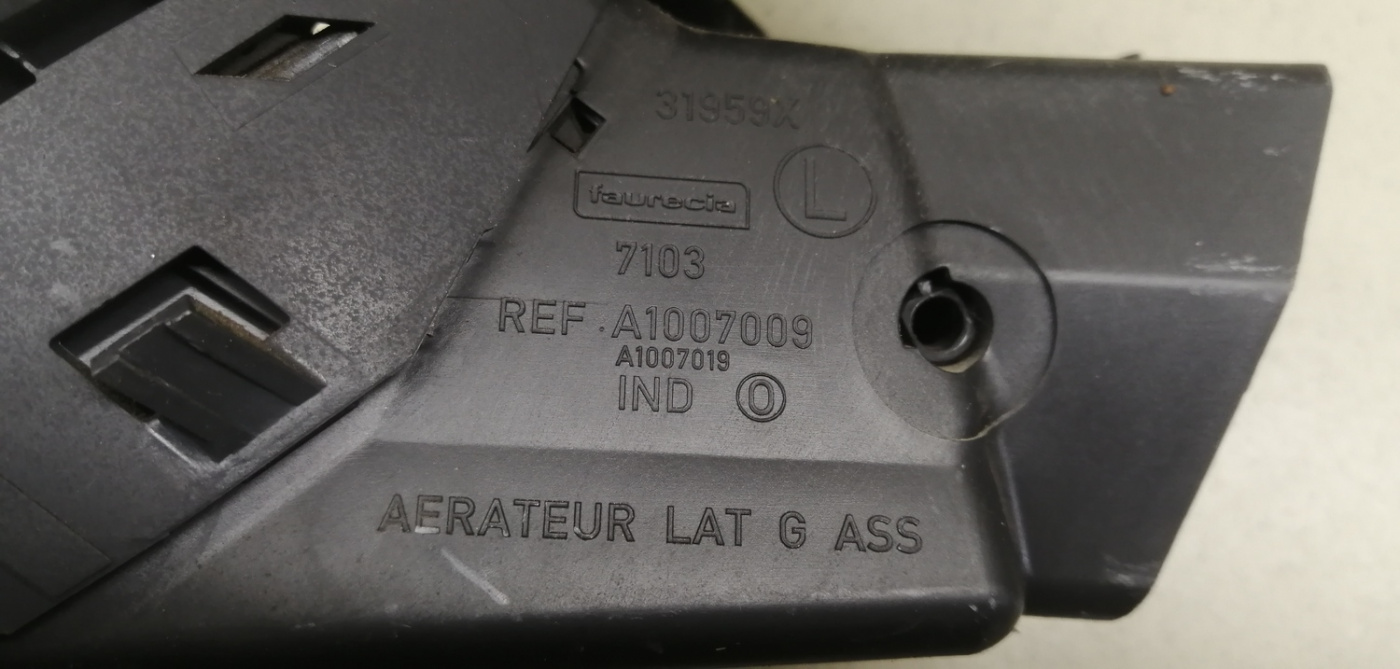 31959X
faurecia L
7103
REF. A1007009
A1007019
IND O
AERATEUR LAT G ASS